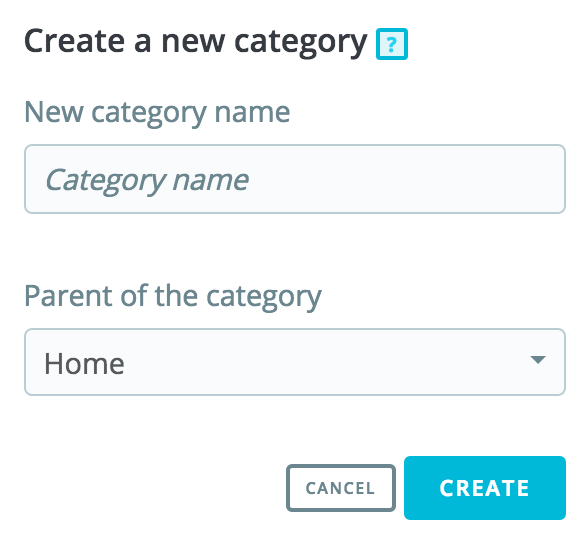 Create a new category ?
New category name
Category name
Parent of the category
Home
CANCEL CREATE